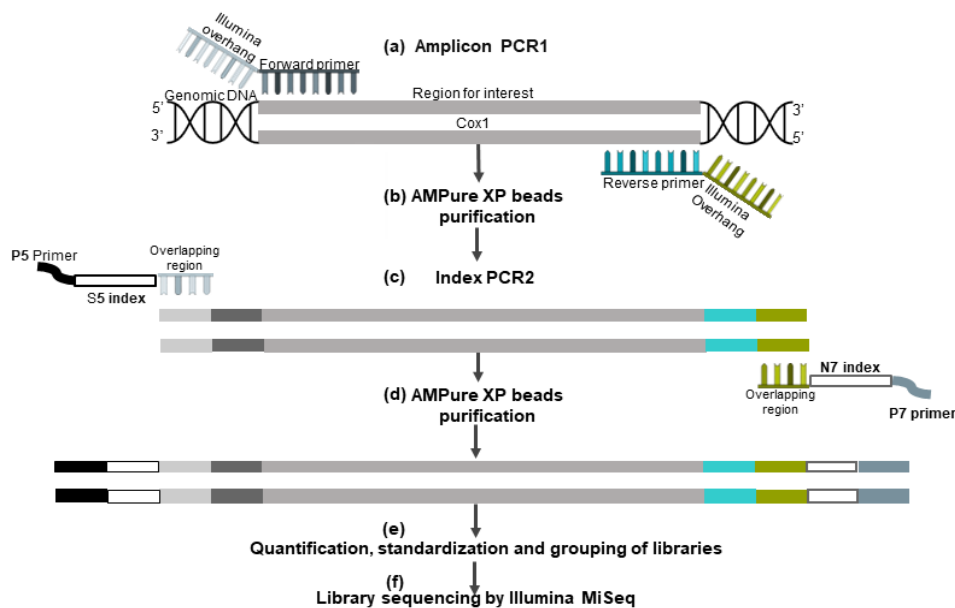 Illumina
overhang
(a) Amplicon PCR1
Forward primer
Genomic DNA
Region for interest
5’
3’
Cox1
3’
5’
Reverse primer
Illumina
Overhang
(b) AMPure XP beads
purification
P5 Primer
Overlapping
region
S5 index
(c) Index PCR2
(d) AMPure XP beads
purification
N7 index
Overlapping
region
P7 primer
(e)
Quantification, standardization and grouping of libraries
(f)
Library sequencing by Illumina MiSeq